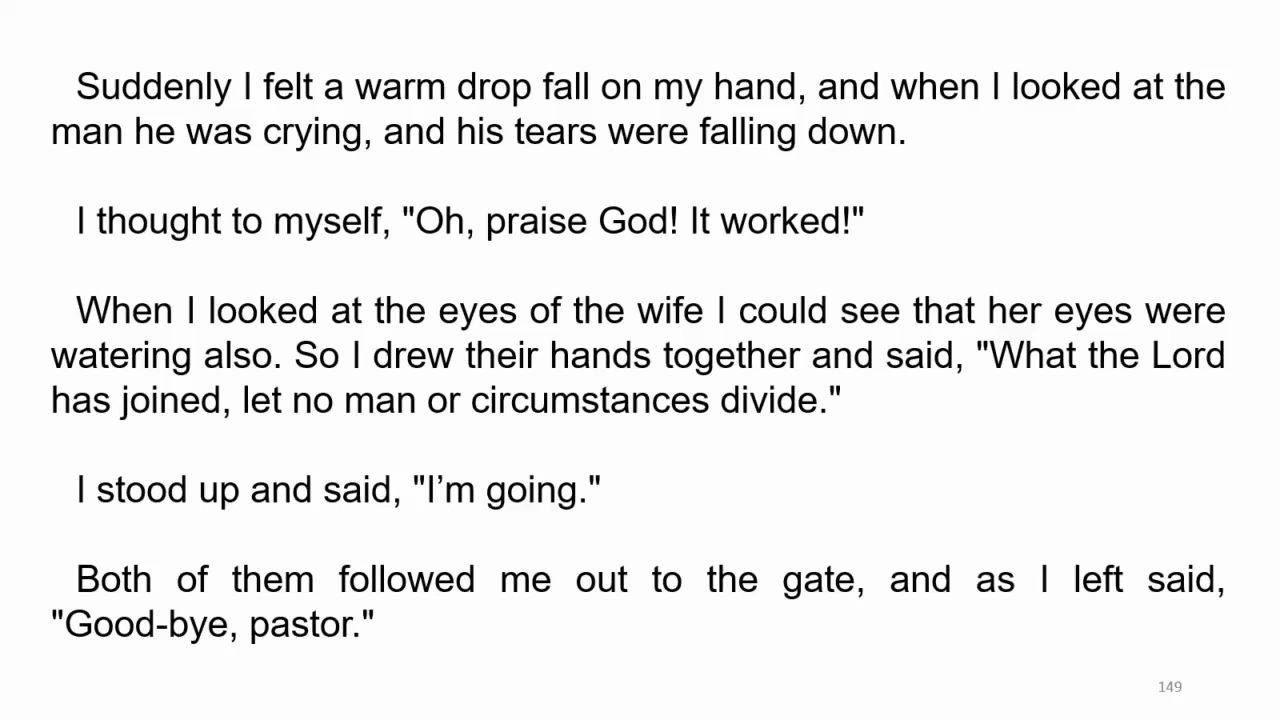 Suddenly I felt a warm drop fall on my hand, and when I looked at the
man he was crying, and his tears were falling down.
I thought to myself, "Oh, praise God! It worked!"
When I looked at the eyes of the wife I could see that her eyes were
watering also. So I drew their hands together and said, "What the Lord
has joined, let no man or circumstances divide."
I stood up and said, "I’m going."
Both of them followed me out to the gate, and as I left said,
"Good-bye, pastor."
149